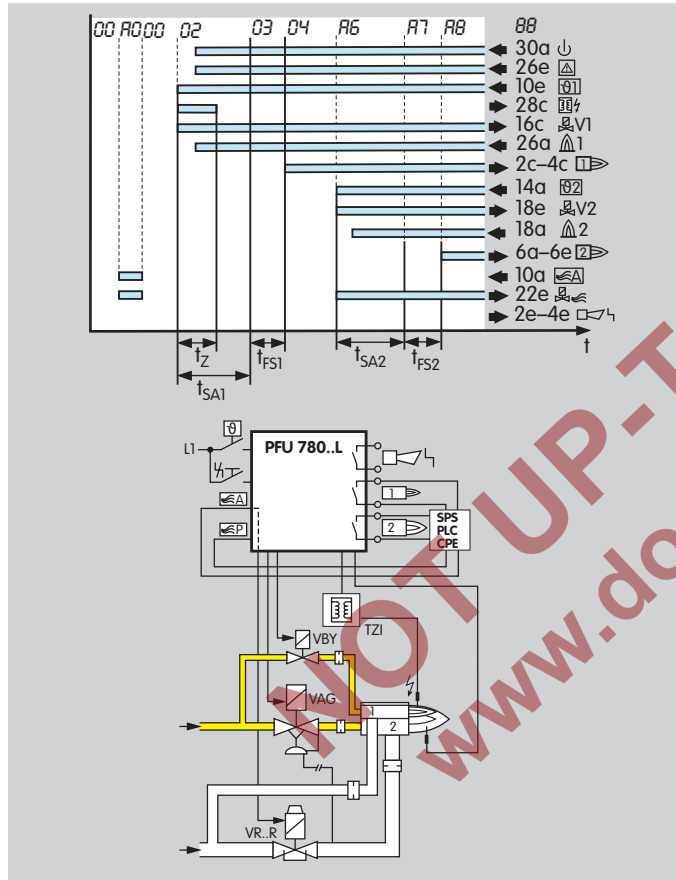 00 A0 00 02 03 04 A6 A7 A8 88
30a
26e
10e ϑ1
28c
16c V1
26a 1
2c–4c 1
14a ϑ2
18e V2
18a 2
6a–6e 2
10a A
22e
2e–4e
t
tZ tFS1 tSA2 tFS2
tSA1
ϑ
L1
PFU 780..L
A
P
1
2
SPS
PLC
CPE
TZI
VBY
VAG
1
2
VR..R
NOT UP-T
www.do